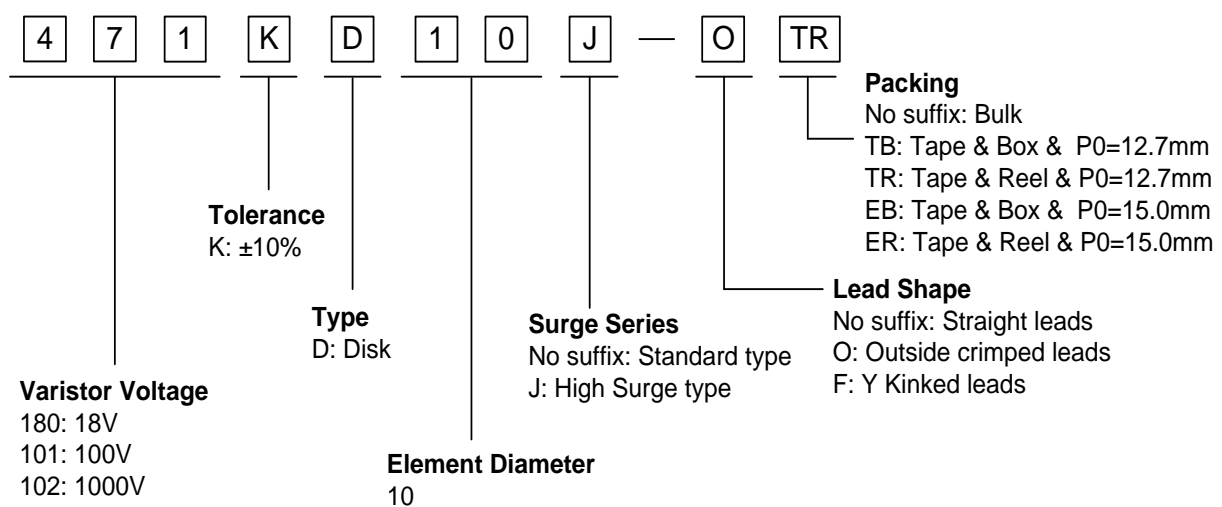 4 7 1 K D 1 0 J — O TR
Packing
No suffix: Bulk
TB: Tape & Box & P0=12.7mm
TR: Tape & Reel & P0=12.7mm
EB: Tape & Box & P0=15.0mm
ER: Tape & Reel & P0=15.0mm
Tolerance
K: ±10%
Lead Shape
No suffix: Straight leads
O: Outside crimped leads
F: Y Kinked leads
Type
D: Disk
Surge Series
No suffix: Standard type
J: High Surge type
Varistor Voltage
180: 18V
101: 100V
102: 1000V
Element Diameter
10